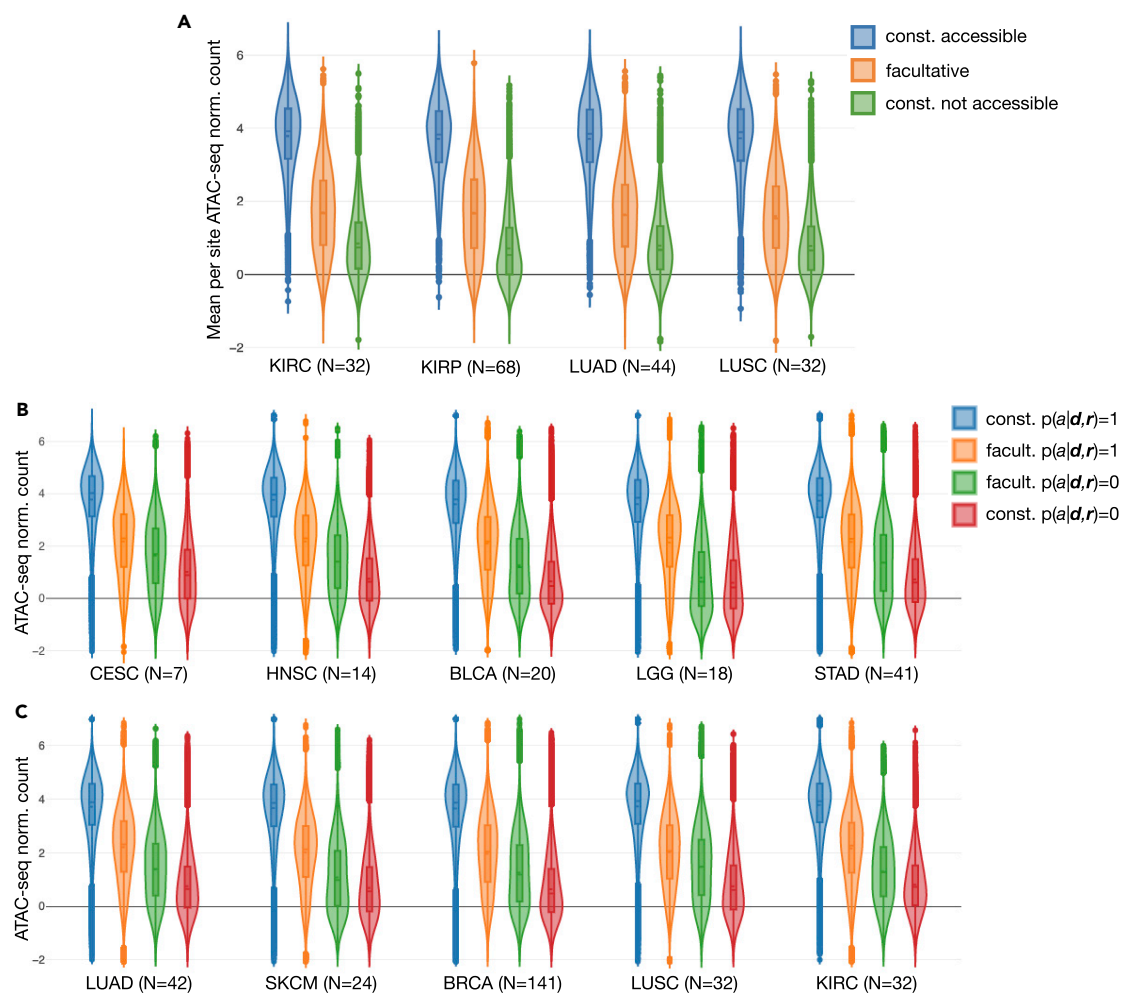 A
Mean per site ATAC-seq norm. count
6
4
2
0
−2
KIRC (N=32)
KIRP (N=68)
LUAD (N=44)
LUSC (N=32)
const. accessible
facultative
const. not accessible
B
ATAC-seq norm. count
6
4
2
0
−2
CESC (N=7)
HNSC (N=14)
BLCA (N=20)
LGG (N=18)
STAD (N=41)
const. p(a|d,r)=1
facult. p(a|d,r)=1
facult. p(a|d,r)=0
const. p(a|d,r)=0
C
ATAC-seq norm. count
6
4
2
0
−2
LUAD (N=42)
SKCM (N=24)
BRCA (N=141)
LUSC (N=32)
KIRC (N=32)